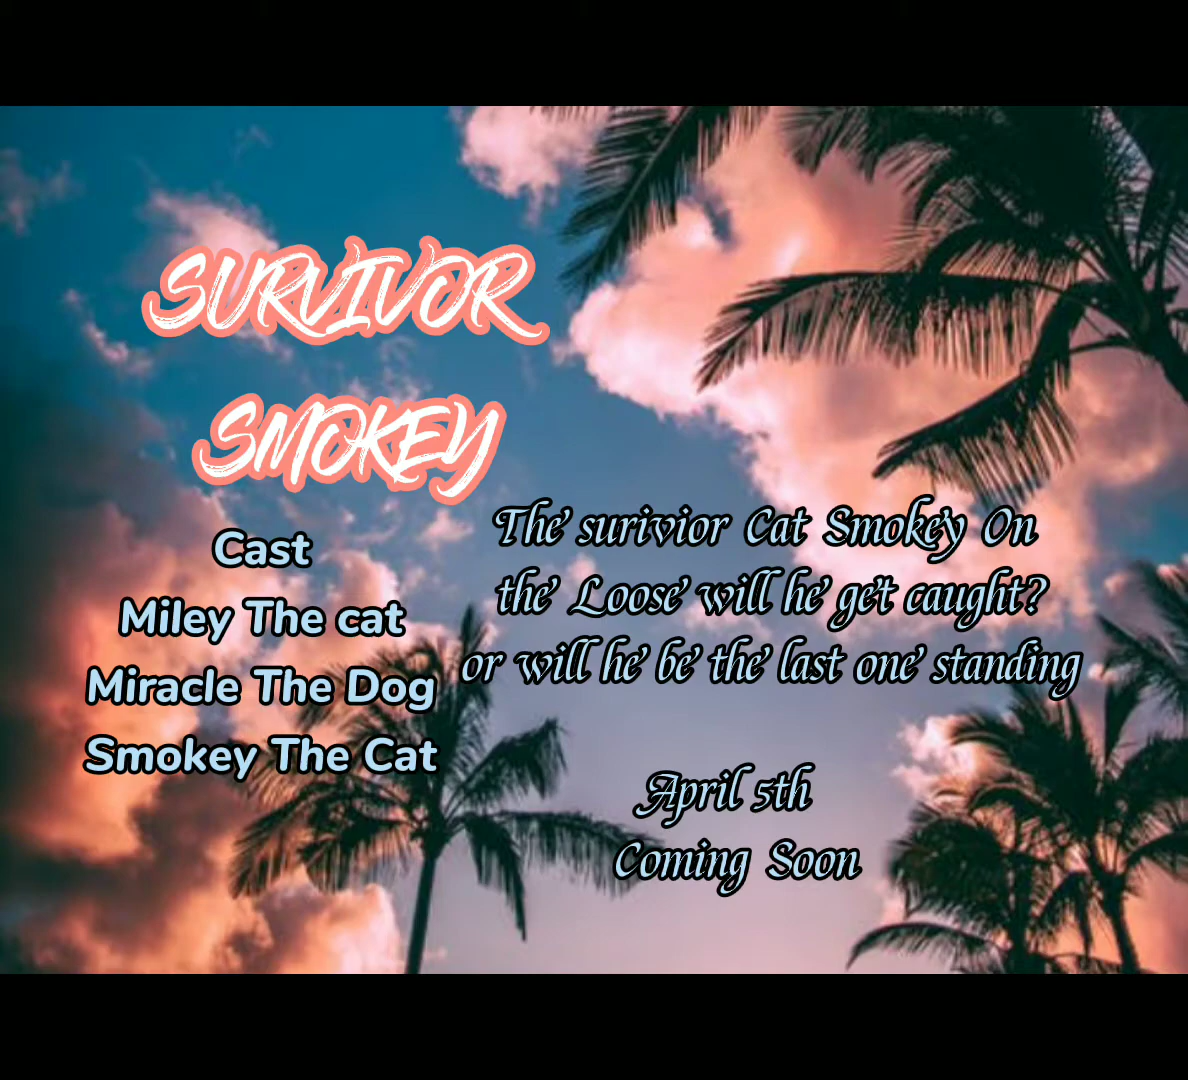 SURVIVOR
SMOKEY
Cast
Miley The cat
Miracle The Dog
Smokey The Cat
The surivior Cat Smokey On
the Loose will he get caught?
or will he be the last one standing
April 5th
Coming Soon